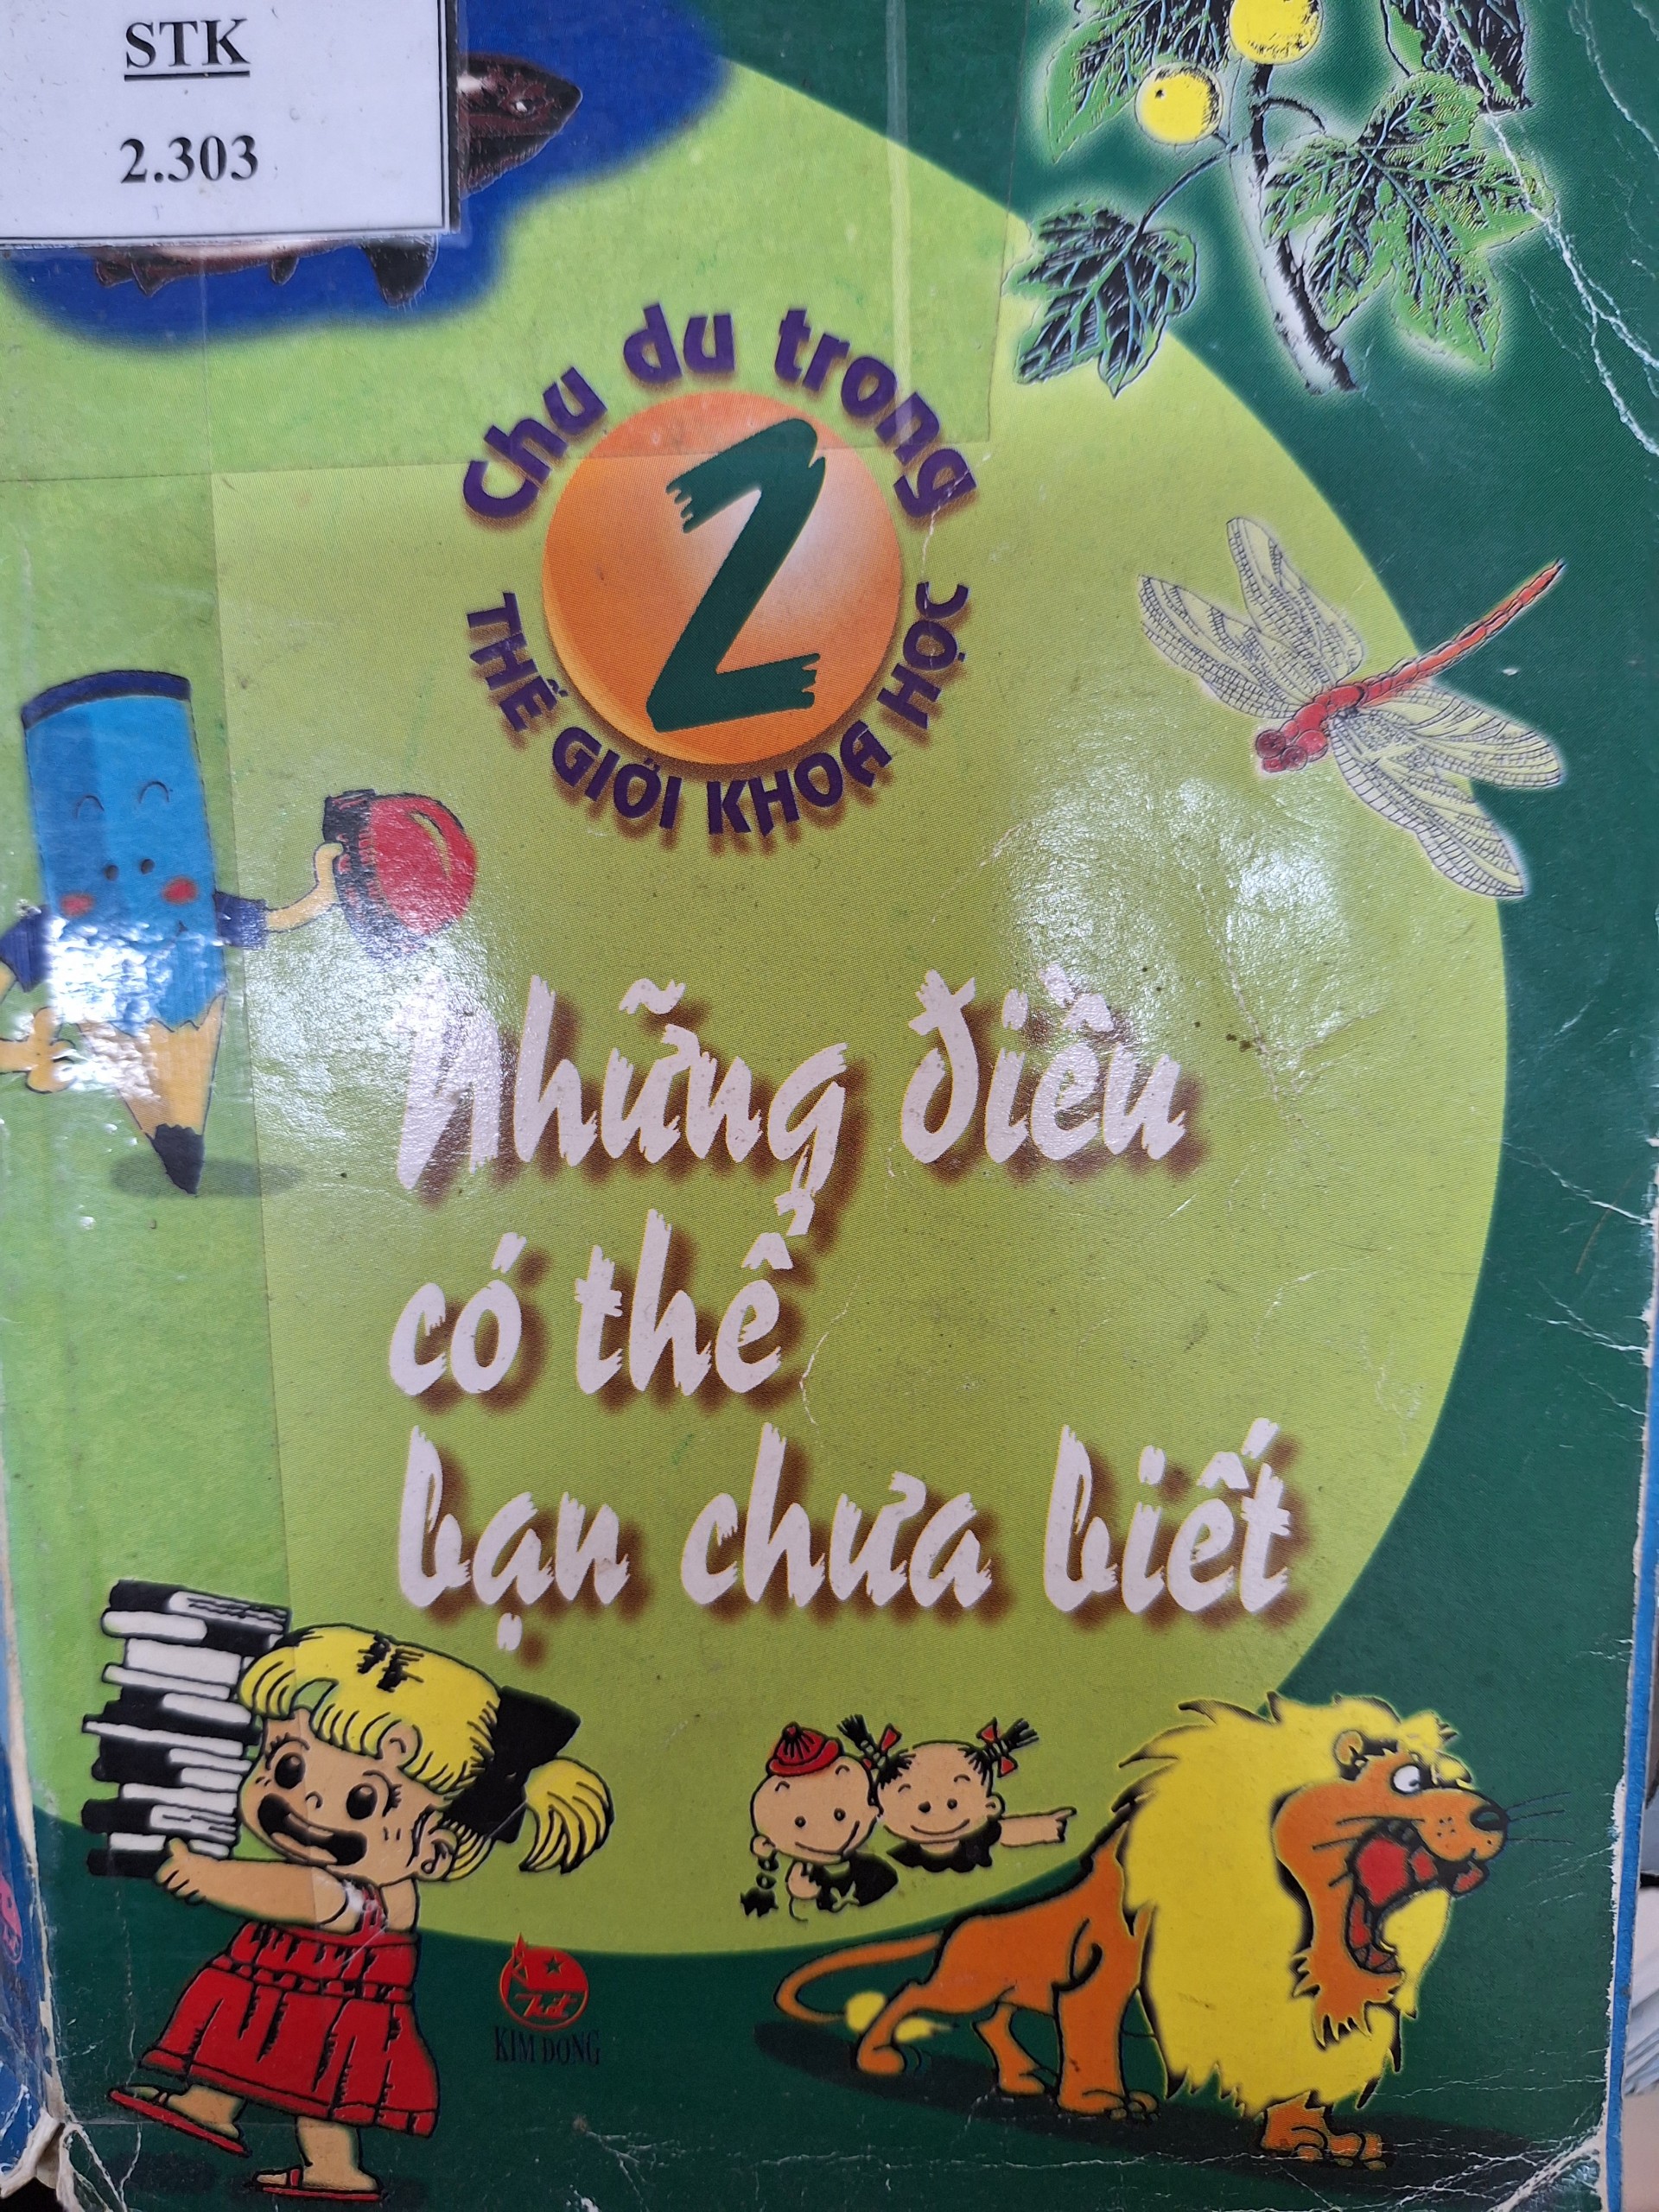 STK
2.303
Chu du trong
2
THẾ GIỚI KHOA HỌC
Những điều
có thể
bạn chưa biết
KIM ĐỒNG